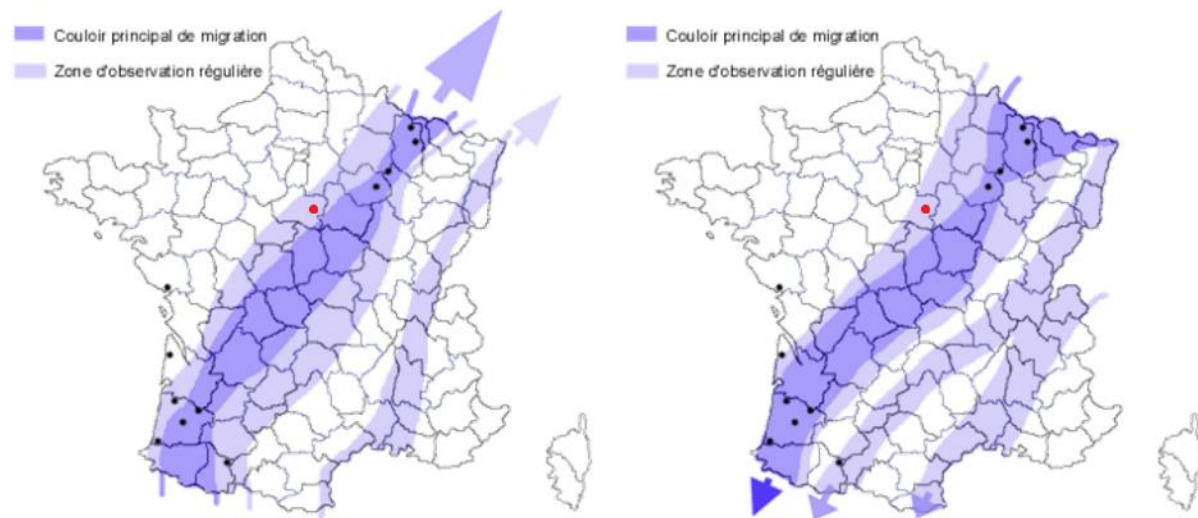 Couloir principal de migration
Zone d'observation régulière
Couloir principal de migration
Zone d'observation régulière